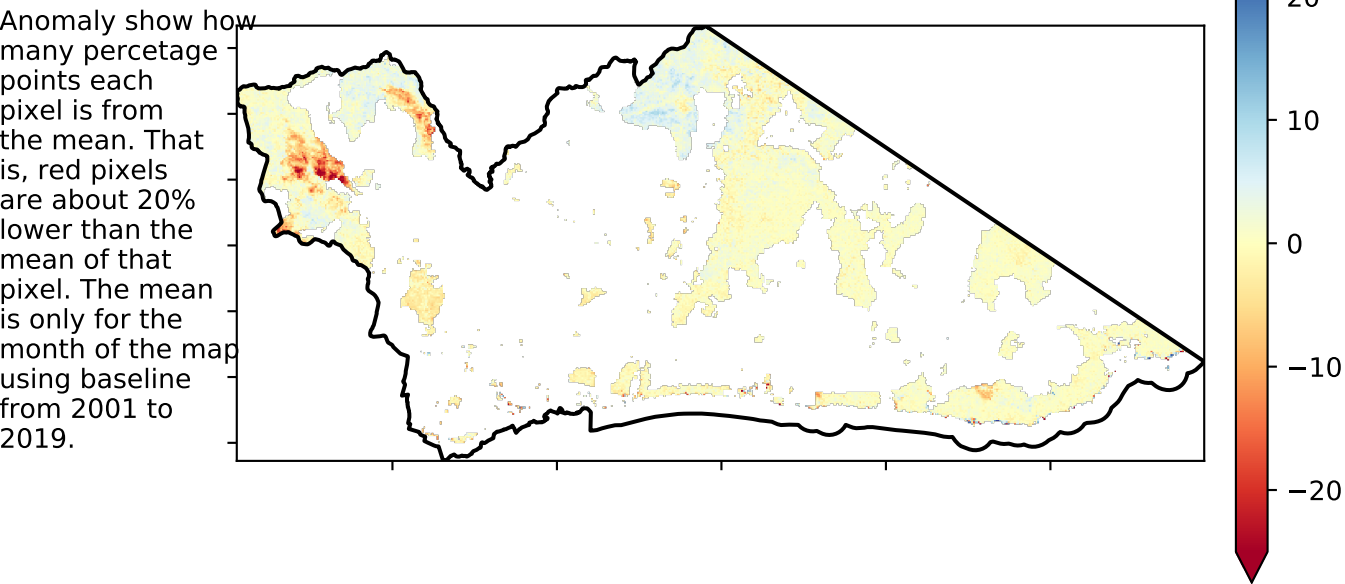 Anomaly show how
many percetage
points each
pixel is from
the mean. That
is, red pixels
are about 20%
lower than the
mean of that
pixel. The mean
is only for the
month of the map
using baseline
from 2001 to
2019.
20
10
0
−10
−20